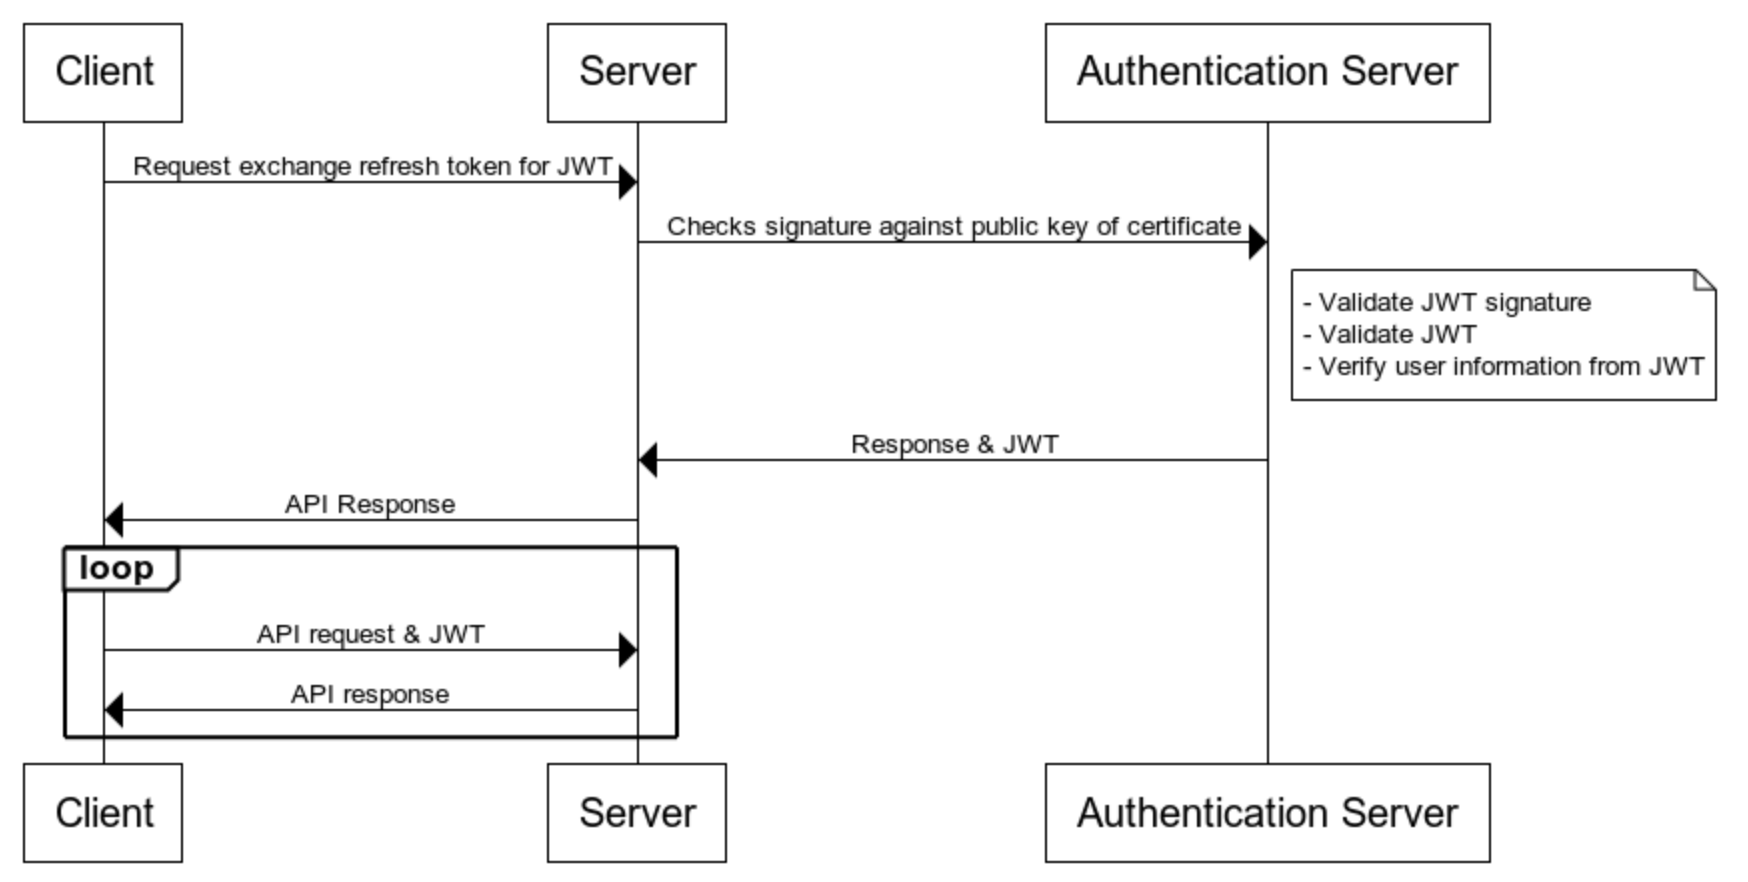 Client
Server
Authentication Server
Request exchange refresh token for JWT
Checks signature against public key of certificate
- Validate JWT signature
- Validate JWT
- Verify user information from JWT
Response & JWT
API Response
loop
API request & JWT
API response
Client
Server
Authentication Server